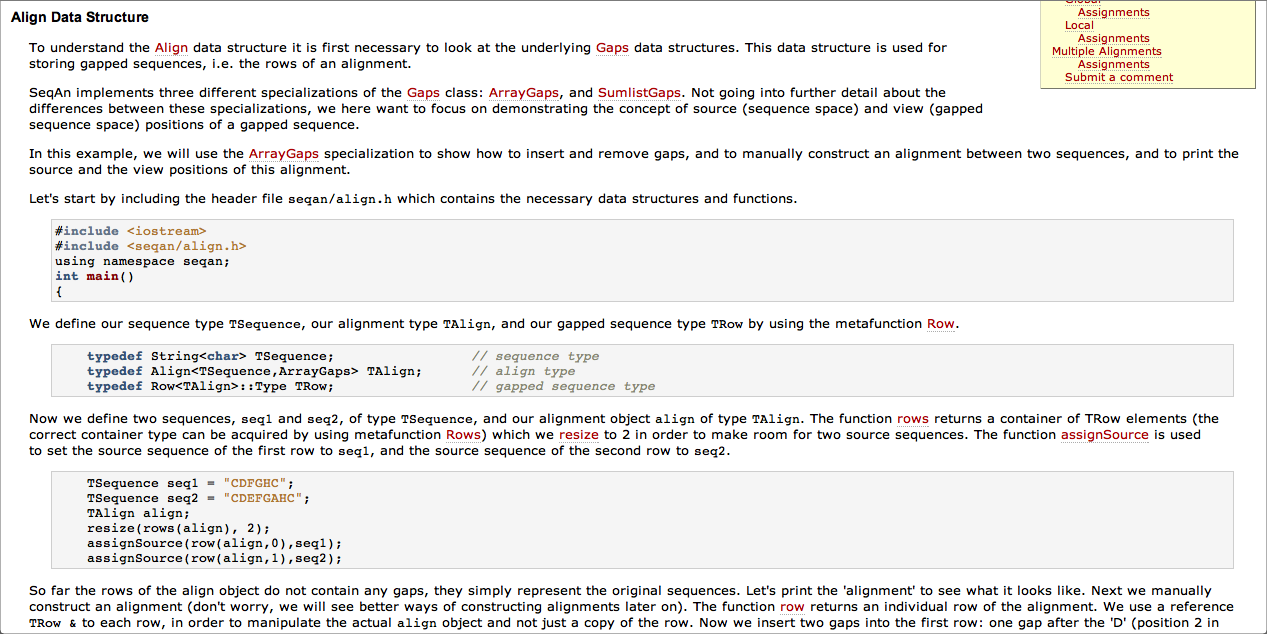 Align Data Structure
Global
Assignments
Local
Assignments
Multiple Alignments
Assignments
Submit a comment
To understand the Align data structure it is first necessary to look at the underlying Gaps data structures. This data structure is used for
storing gapped sequences, i.e. the rows of an alignment.
SeqAn implements three different specializations of the Gaps class: ArrayGaps, and SumlistGaps. Not going into further detail about the
differences between these specializations, we here want to focus on demonstrating the concept of source (sequence space) and view (gapped
sequence space) positions of a gapped sequence.
In this example, we will use the ArrayGaps specialization to show how to insert and remove gaps, and to manually construct an alignment between two sequences, and to print the
source and the view positions of this alignment.
Let's start by including the header file seqan/align.h which contains the necessary data structures and functions.
#include <iostream>
#include <seqan/align.h>
using namespace seqan;
int main()
{
We define our sequence type TSequence, our alignment type TAlign, and our gapped sequence type TRow by using the metafunction Row.
typedef String<char> TSequence; // sequence type
typedef Align<TSequence,ArrayGaps> TAlign; // align type
typedef Row<TAlign>::Type TRow; // gapped sequence type
Now we define two sequences, seq1 and seq2, of type TSequence, and our alignment object align of type TAlign. The function rows returns a container of TRow elements (the
correct container type can be acquired by using metafunction Rows) which we resize to 2 in order to make room for two source sequences. The function assignSource is used
to set the source sequence of the first row to seq1, and the source sequence of the second row to seq2.
TSequence seq1 = "CDFGHC";
TSequence seq2 = "CDEFGAHC";
TAlign align;
resize(rows(align), 2);
assignSource(row(align,0),seq1);
assignSource(row(align,1),seq2);
So far the rows of the align object do not contain any gaps, they simply represent the original sequences. Let's print the 'alignment' to see what it looks like. Next we manually
construct an alignment (don't worry, we will see better ways of constructing alignments later on). The function row returns an individual row of the alignment. We use a reference
TRow & to each row, in order to manipulate the actual align object and not just a copy of the row. Now we insert two gaps into the first row: one gap after the 'D' (position 2 in